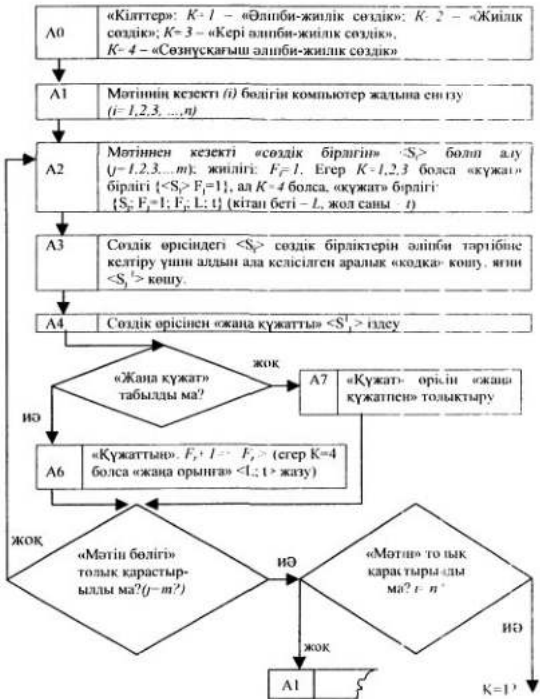 A0
«Кілттер»: K=1 – «Әліпби-жиілік сөздік»: K=2 – «Жиілік
сөздік»; K=3 – «Кері әліпби-жиілік сөздік»,
K=4 – «Сөзнұсқағыш әліпби-жиілік сөздік»
A1
Мәтіннің кезекті (i) бөлігін компьютер жадына енгізу
(i=1,2,3, ...,n)
A2
Мәтіннен кезекті «сөздік бірлігін» <Sj> бөліп алу
(j=1,2,3,...m); жиілігі: Fj=1. Егер K=1,2,3 болса «құжат»
бірлігі {<Sj> Fj=1}, ал K=4 болса, «құжат» бірлігі
{Sj; Fj=1; Fj; L; t} (кітап беті – L, жол саны – t)
A3
Сөздік өрісіндегі <Sj> сөздік бірліктерін әліпби тәртібіне
келтіру үшін алдын ала келісілген аралық «кодқа» көшу, яғни
<Sj¹> көшу.
A4
Сөздік өрісінен «жаңа құжатты» <S¹j> іздеу
«Жаңа құжат»
табылды ма?
жоқ
A7
«Құжат» өрісін «жаңа
құжатпен» толықтыру
иә
A6
«Құжаттың». Fr+1=> Fr> (егер K=4
болса «жаңа орынға» <L; t> жазу)
жоқ
«Мәтін бөлігі»
толық қарастыр-
ылды ма?(j=m?)
иә
«Мәтін» толық
қарастырылды
ма? i= n
жоқ
иә
A1
K=1?